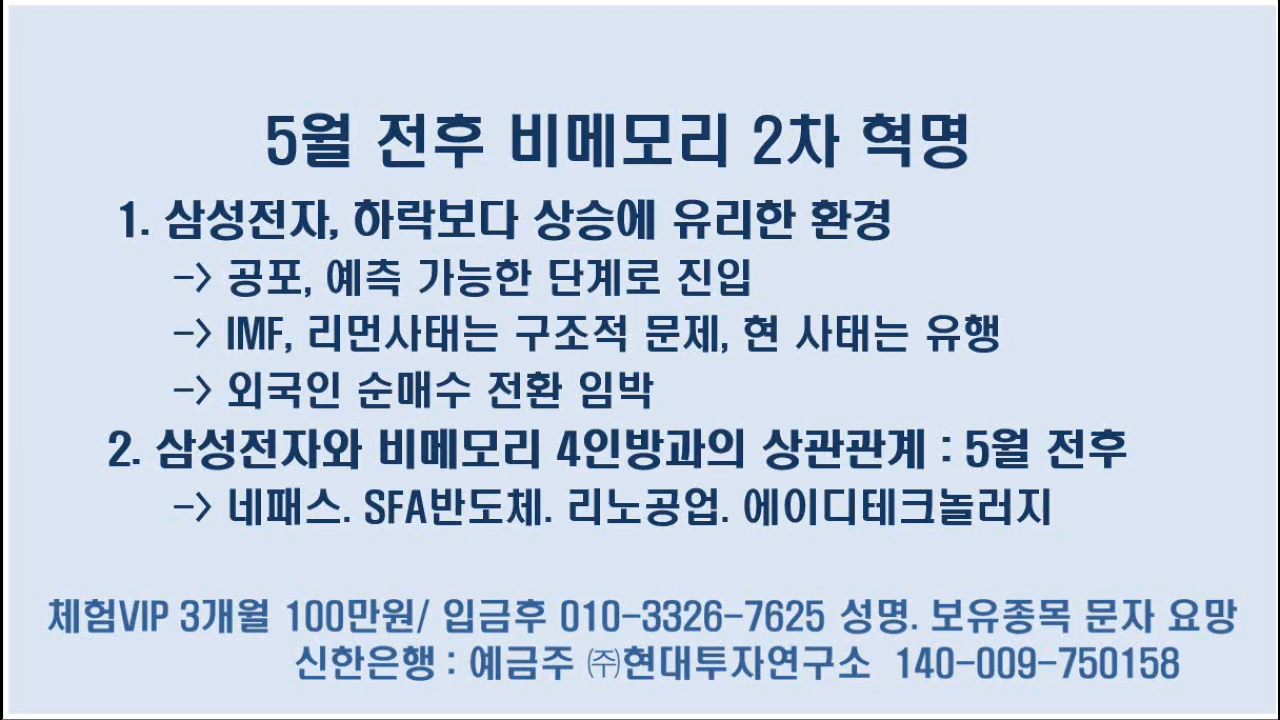 5월 전후 비메모리 2차 혁명
1. 삼성전자, 하락보다 상승에 유리한 환경
-> 공포, 예측 가능한 단계로 진입
-> IMF, 리먼사태는 구조적 문제, 현 사태는 유행
-> 외국인 순매수 전환 임박
2. 삼성전자와 비메모리 4인방과의 상관관계 : 5월 전후
-> 네패스. SFA반도체. 리노공업. 에이디테크놀러지
체험VIP 3개월 100만원/ 입금후 010-3326-7625 성명. 보유종목 문자 요망
신한은행 : 예금주 ㈜현대투자연구소 140-009-750158